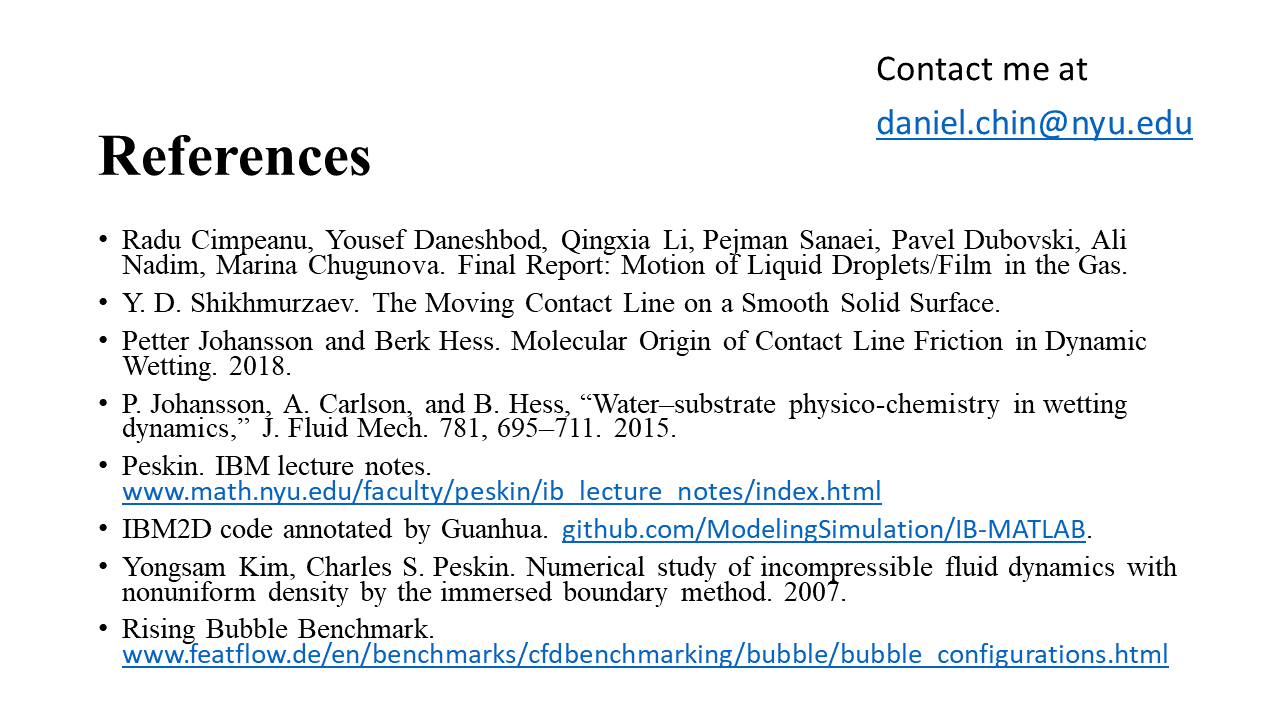 Contact me at
daniel.chin@nyu.edu
References
• Radu Cimpeanu, Yousef Daneshbod, Qingxia Li, Pejman Sanaei, Pavel Dubovski, Ali
Nadim, Marina Chugunova. Final Report: Motion of Liquid Droplets/Film in the Gas.
• Y. D. Shikhmurzaev. The Moving Contact Line on a Smooth Solid Surface.
• Petter Johansson and Berk Hess. Molecular Origin of Contact Line Friction in Dynamic
Wetting. 2018.
• P. Johansson, A. Carlson, and B. Hess, “Water–substrate physico-chemistry in wetting
dynamics,” J. Fluid Mech. 781, 695–711. 2015.
• Peskin. IBM lecture notes.
www.math.nyu.edu/faculty/peskin/ib_lecture_notes/index.html
• IBM2D code annotated by Guanhua. github.com/ModelingSimulation/IB-MATLAB.
• Yongsam Kim, Charles S. Peskin. Numerical study of incompressible fluid dynamics with
nonuniform density by the immersed boundary method. 2007.
• Rising Bubble Benchmark.
www.featflow.de/en/benchmarks/cfdbenchmarking/bubble/bubble_configurations.html